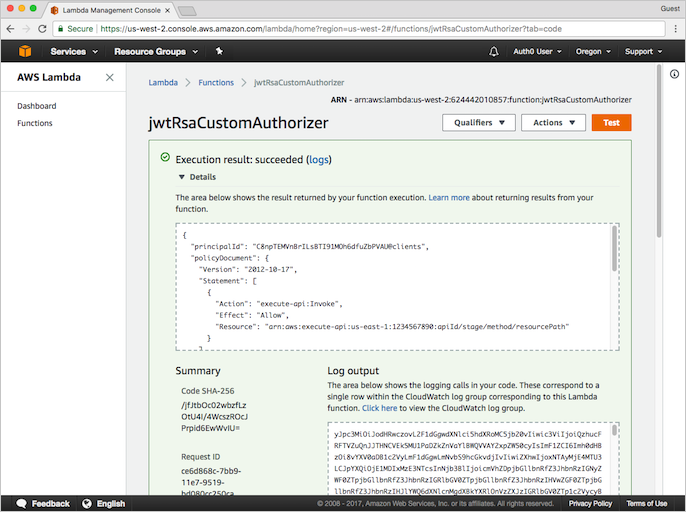 Lambda Management Console
Guest
Secure
https://us-west-2.console.aws.amazon.com/lambda/home?region=us-west-2#/functions/jwtRsaCustomAuthorizer?tab=code
Services
Resource Groups
Auth0 User
Oregon
Support
AWS Lambda
Dashboard
Functions
Lambda > Functions > jwtRsaCustomAuthorizer
ARN - arn:aws:lambda:us-west-2:624442010857:function:jwtRsaCustomAuthorizer
jwtRsaCustomAuthorizer
Qualifiers
Actions
Test
Execution result: succeeded (logs)
Details
The area below shows the result returned by your function execution. Learn more about returning results from your
function.
{
"principalId": "C8npTEMVnBrILsBTI91MOh6dfuZbPVAU@clients",
"policyDocument": {
"Version": "2012-10-17",
"Statement": [
{
"Action": "execute-api:Invoke",
"Effect": "Allow",
"Resource": "arn:aws:execute-api:us-east-1:1234567890:apiId/stage/method/resourcePath"
}
]
Summary
Code SHA-256
/jfJtbOc02wbzfLz
OtU4I/4WcszROcJ
Prpid6EwWvIU=
Request ID
ce6d868c-7bb9-
11e7-9519-
bd080cc250ca
Log output
The area below shows the logging calls in your code. These correspond to a
single row within the CloudWatch log group corresponding to this Lambda
function. Click here to view the CloudWatch log group.
Feedback
English
© 2008 - 2017, Amazon Web Services, Inc. or its affiliates. All rights reserved.
Privacy Policy
Terms of Use